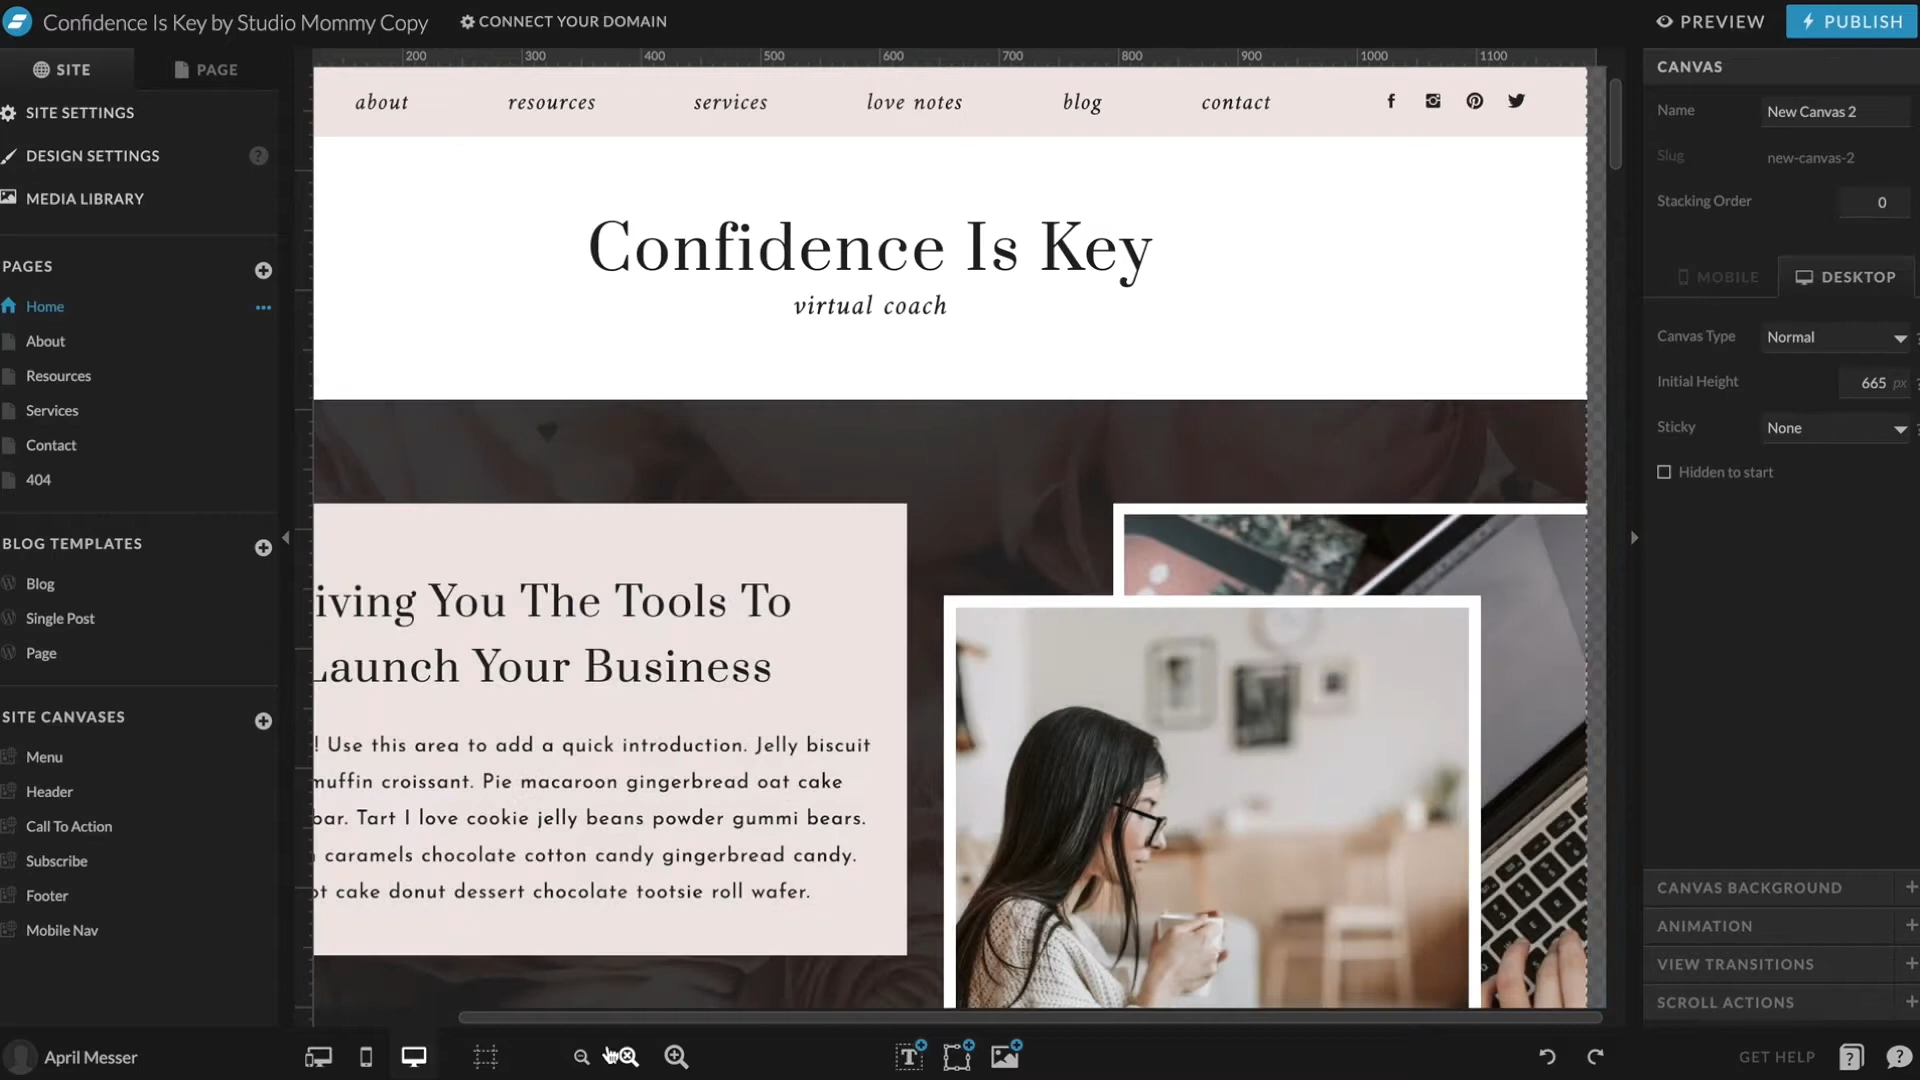 Confidence Is Key by Studio Mommy Copy
CONNECT YOUR DOMAIN
PREVIEW
PUBLISH
SITE
PAGE
SITE SETTINGS
DESIGN SETTINGS
?
MEDIA LIBRARY
PAGES
Home
About
Resources
Services
Contact
404
BLOG TEMPLATES
Blog
Single Post
Page
SITE CANVASES
Menu
Header
Call To Action
Subscribe
Footer
Mobile Nav
April Messer
200
300
400
500
600
700
800
900
1000
1100
about
resources
services
love notes
blog
contact
Confidence Is Key
virtual coach
iving You The Tools To
Launch Your Business
! Use this area to add a quick introduction. Jelly biscuit
muffin croissant. Pie macaroon gingerbread oat cake
bar. Tart I love cookie jelly beans powder gummi bears.
caramels chocolate cotton candy gingerbread candy.
ot cake donut dessert chocolate tootsie roll wafer.
CANVAS
Name
New Canvas 2
Slug
new-canvas-2
Stacking Order
0
MOBILE
DESKTOP
Canvas Type
Normal
Initial Height
665 px
Sticky
None
Hidden to start
CANVAS BACKGROUND
ANIMATION
VIEW TRANSITIONS
SCROLL ACTIONS
GET HELP